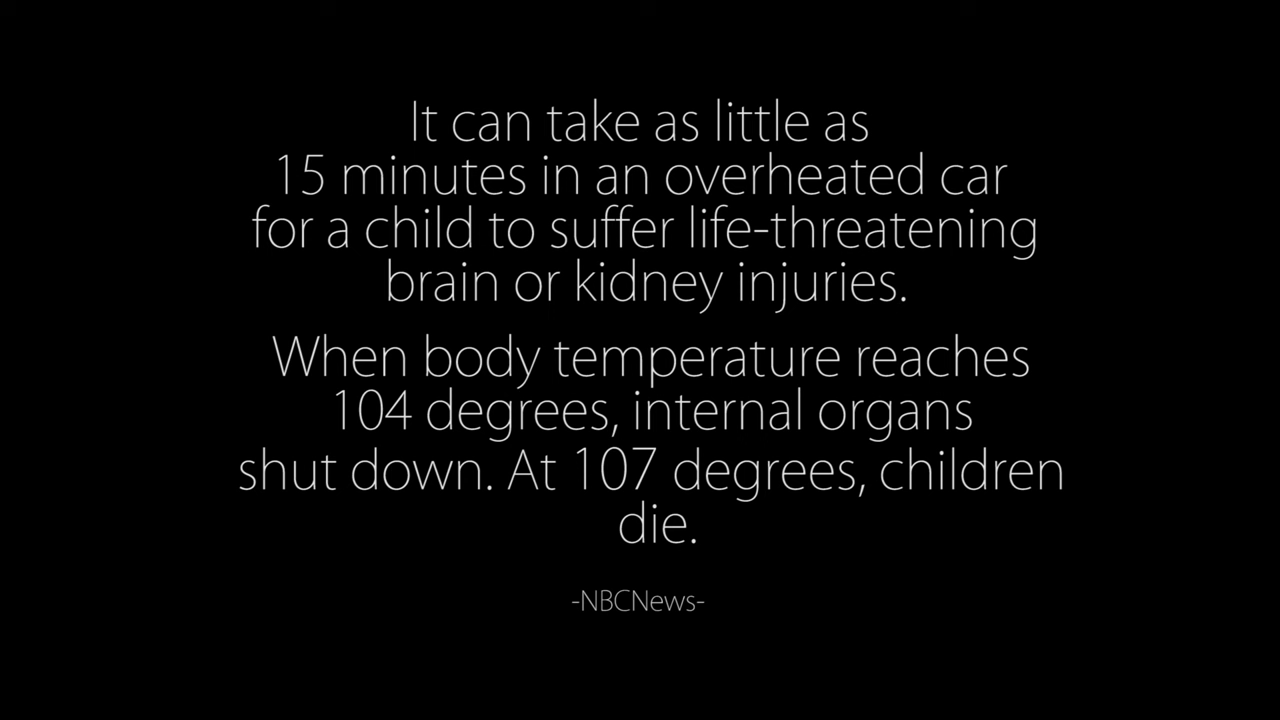 It can take as little as
15 minutes in an overheated car
for a child to suffer life-threatening
brain or kidney injuries.
When body temperature reaches
104 degrees, internal organs
shut down. At 107 degrees, children
die.
-NBCNews-